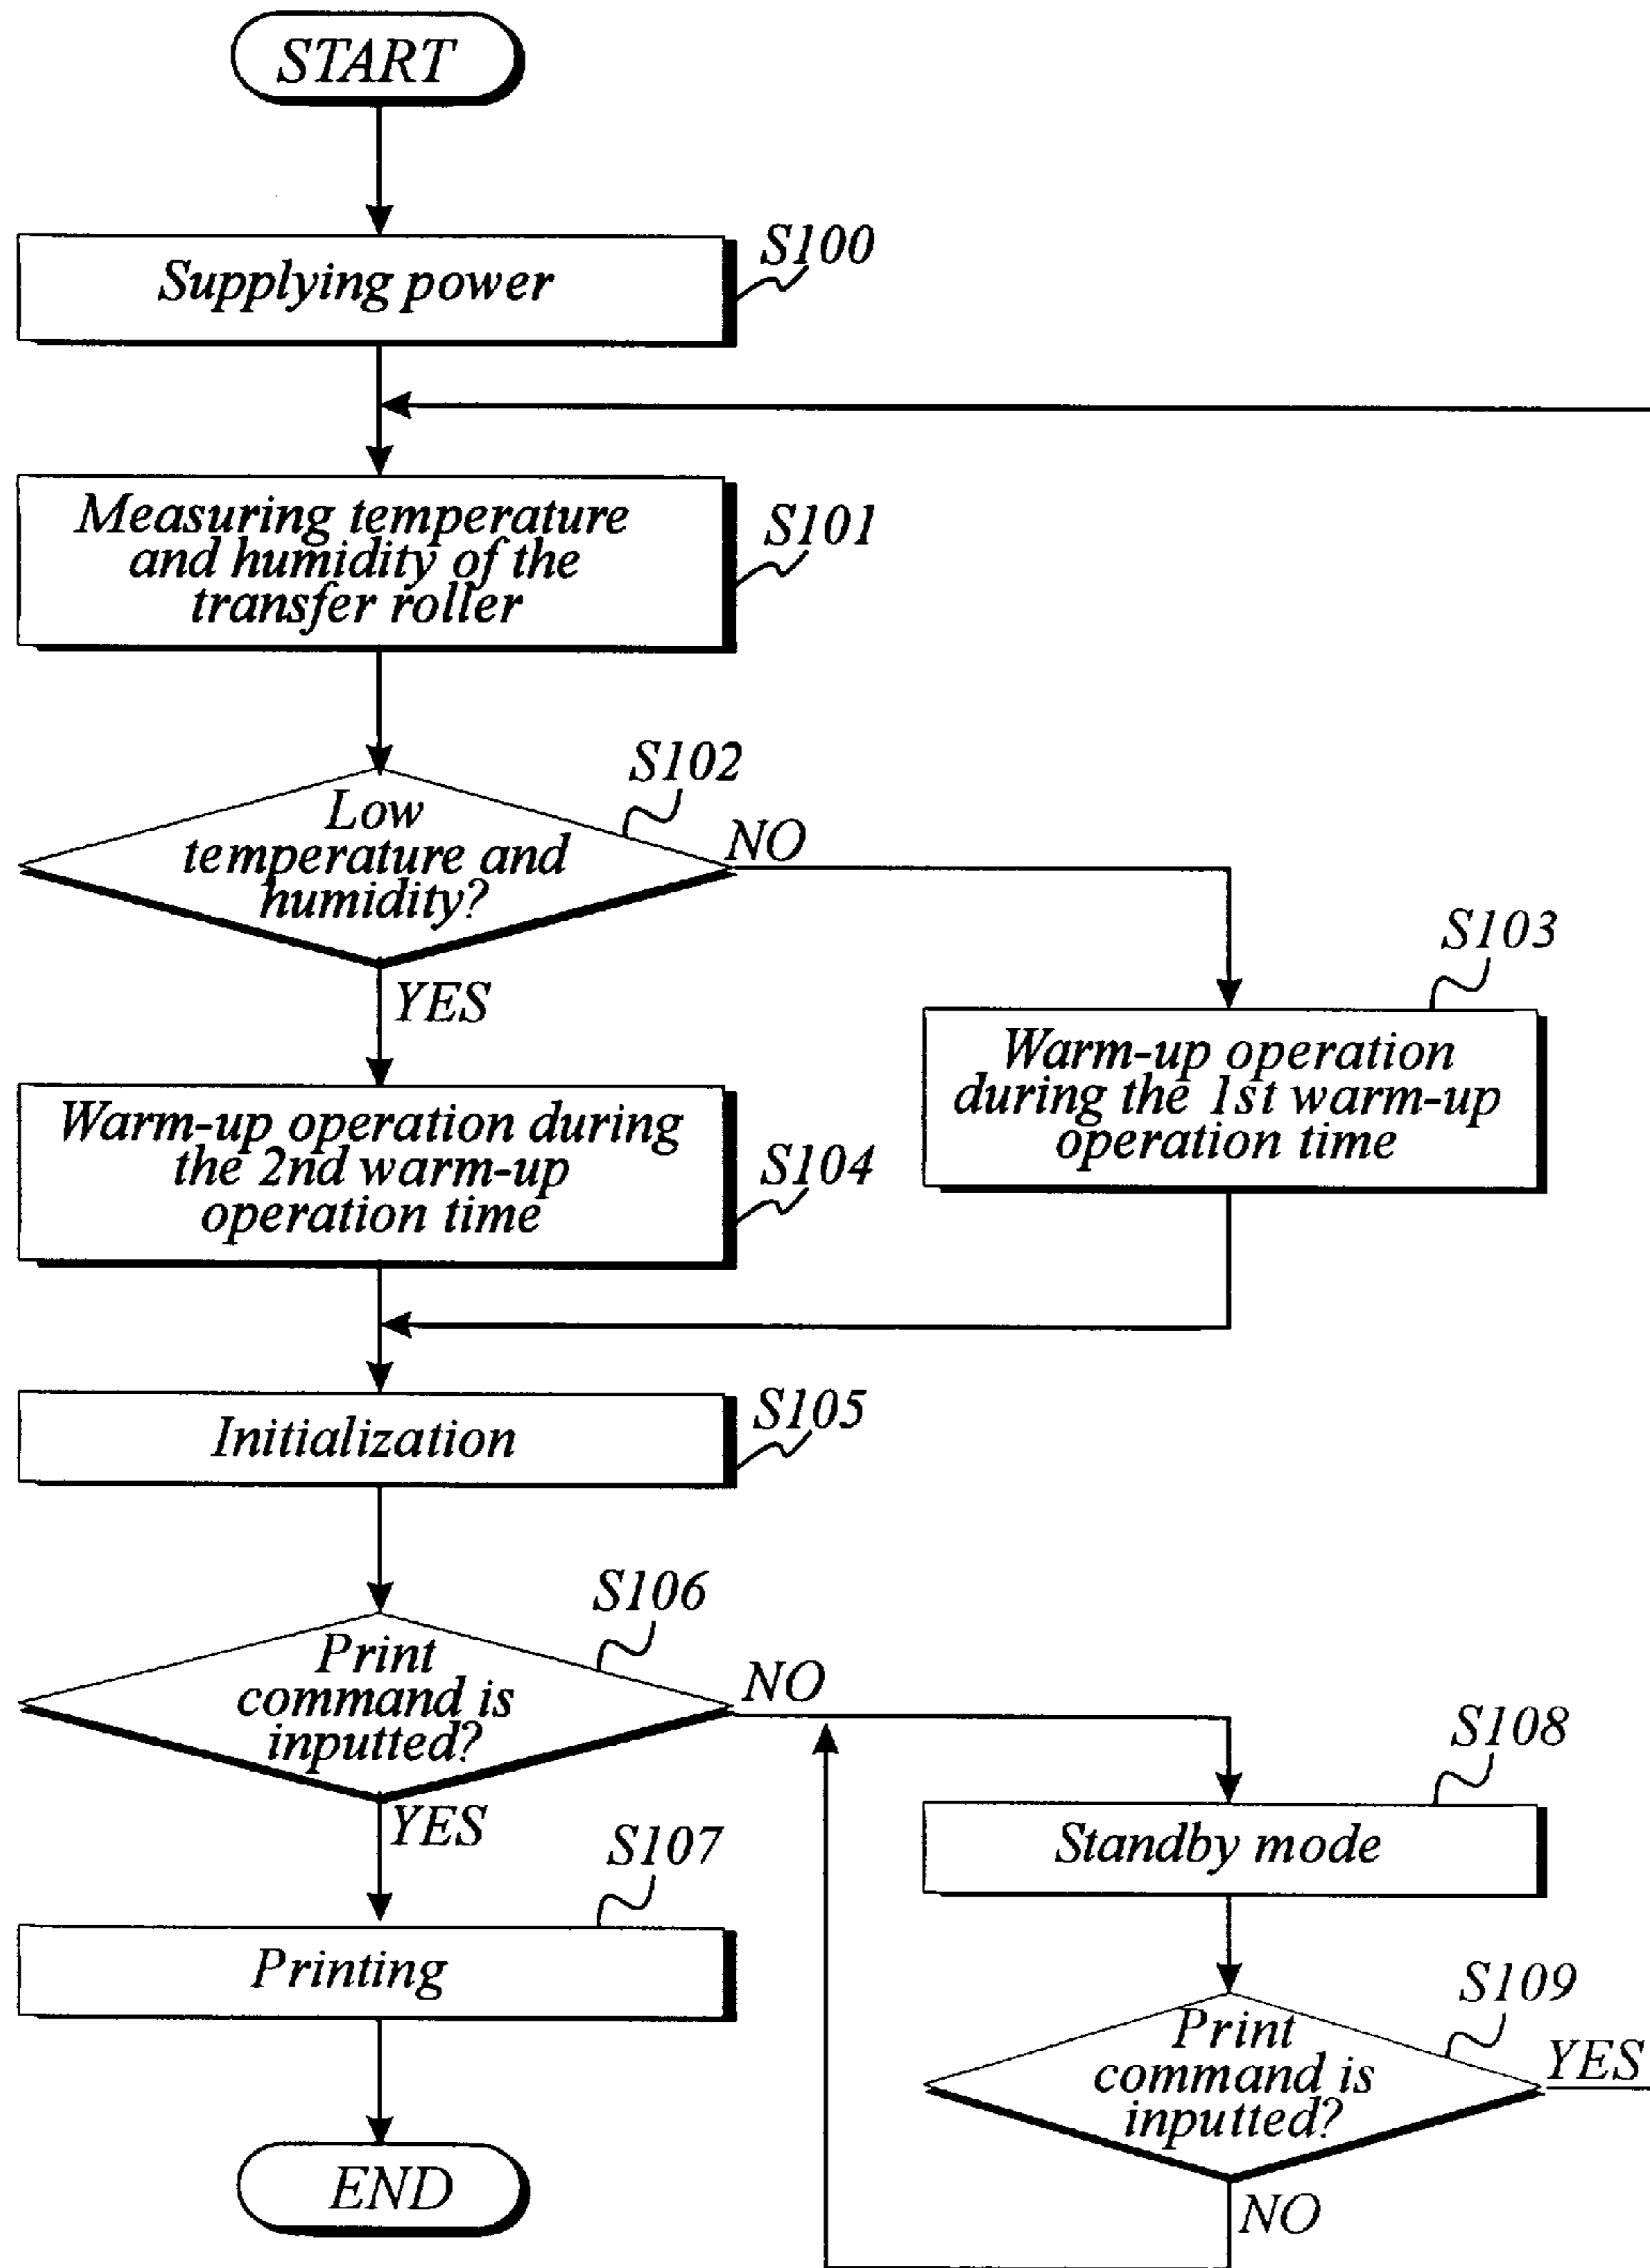 START
Supplying power
S100
Measuring temperature
and humidity of the
transfer roller
S101
Low
temperature and
humidity?
S102
NO
YES
S103
Warm-up operation
during the 1st warm-up
operation time
Warm-up operation during
the 2nd warm-up
operation time
S104
Initialization
S105
Print
command is
inputted?
S106
NO
YES
S107
Printing
END
S108
Standby mode
S109
Print
command is
inputted?
YES
NO